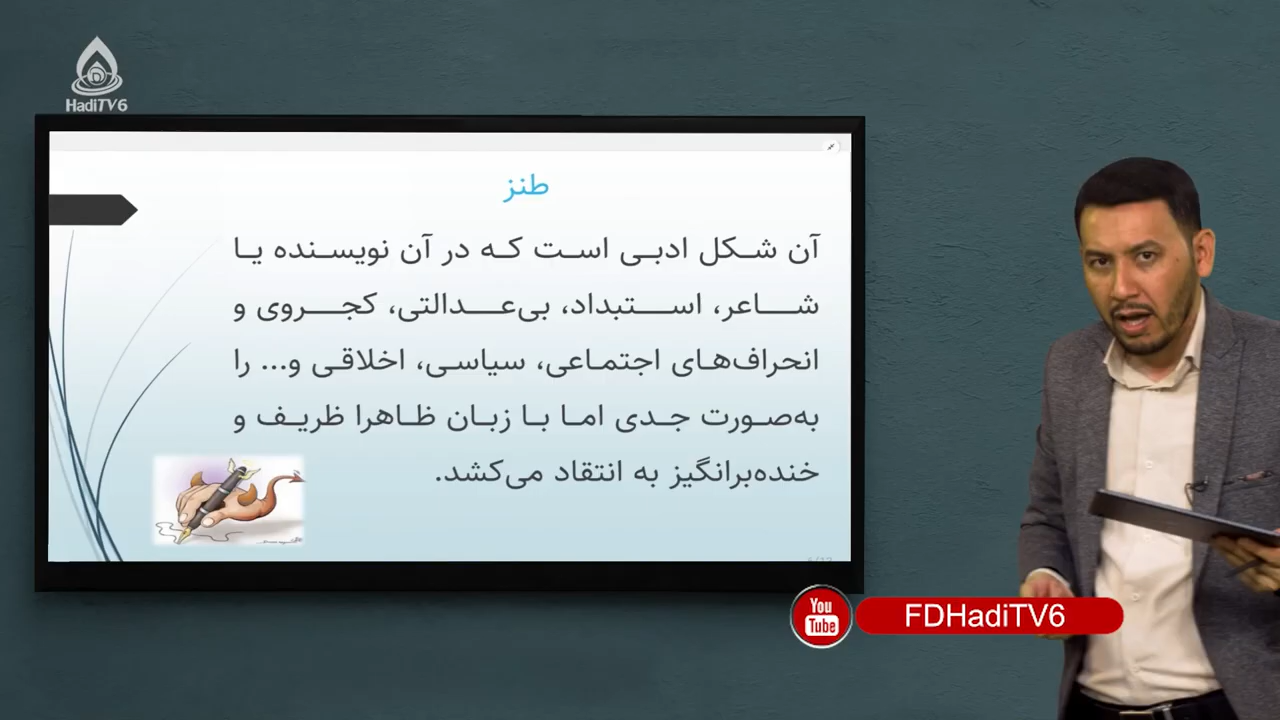 HadiTV6
طنز
آن شکل ادبی است که در آن نویسنده یا
شاعر، استبداد، بی‌عدالتی، کجروی و
انحراف‌های اجتماعی، سیاسی، اخلاقی و... را
به‌صورت جدی اما با زبان ظاهرا ظریف و
خنده‌برانگیز به انتقاد می‌کشد.
You
Tube
FDHadiTV6